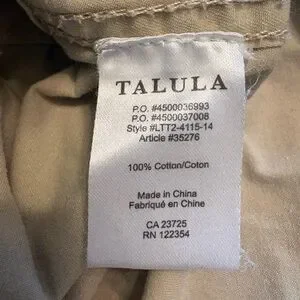 TALULA
P.O. #4500036993
P.O. #4500037008
Style #LTT2-4115-14
Article #35276
100% Cotton/Coton
Made in China
Fabriqué en Chine
CA 23725
RN 122354